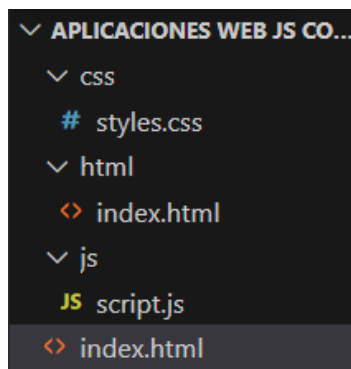 APLICACIONES WEB JS CO...
css
# styles.css
html
<> index.html
js
JS script.js
<> index.html